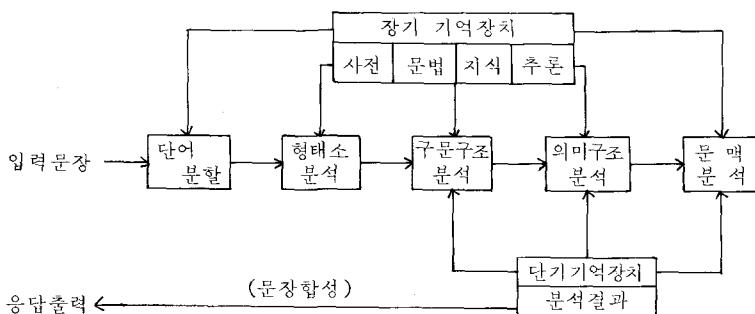 장기 기억장치
사전 문법 지식 추론
입력문장
단어
분할
형태소
분석
구문구조
분석
의미구조
분석
문맥
분석
단기기억장치
분석결과
(문장합성)
응답출력